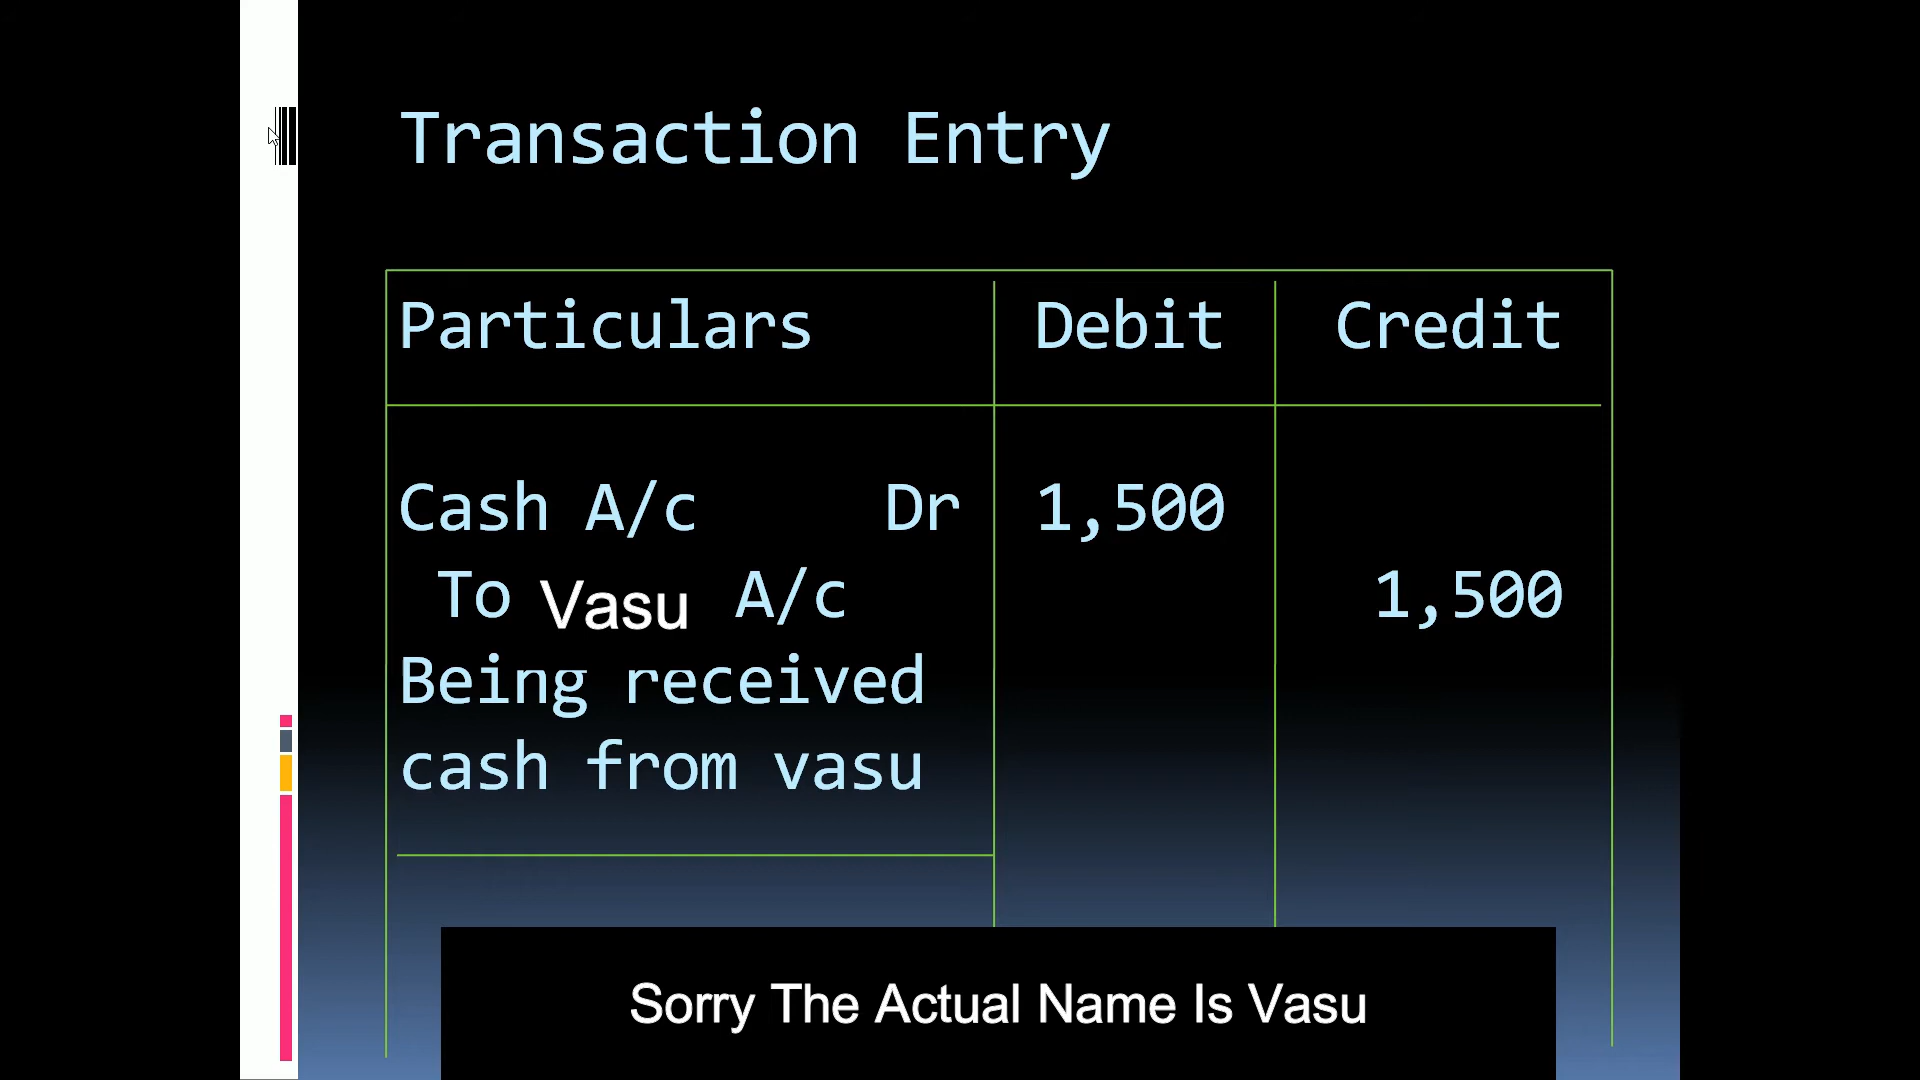 Transaction Entry
Particulars Debit Credit
Cash A/c Dr 1,500
To Vasu A/c 1,500
Being received
cash from vasu
Sorry The Actual Name Is Vasu